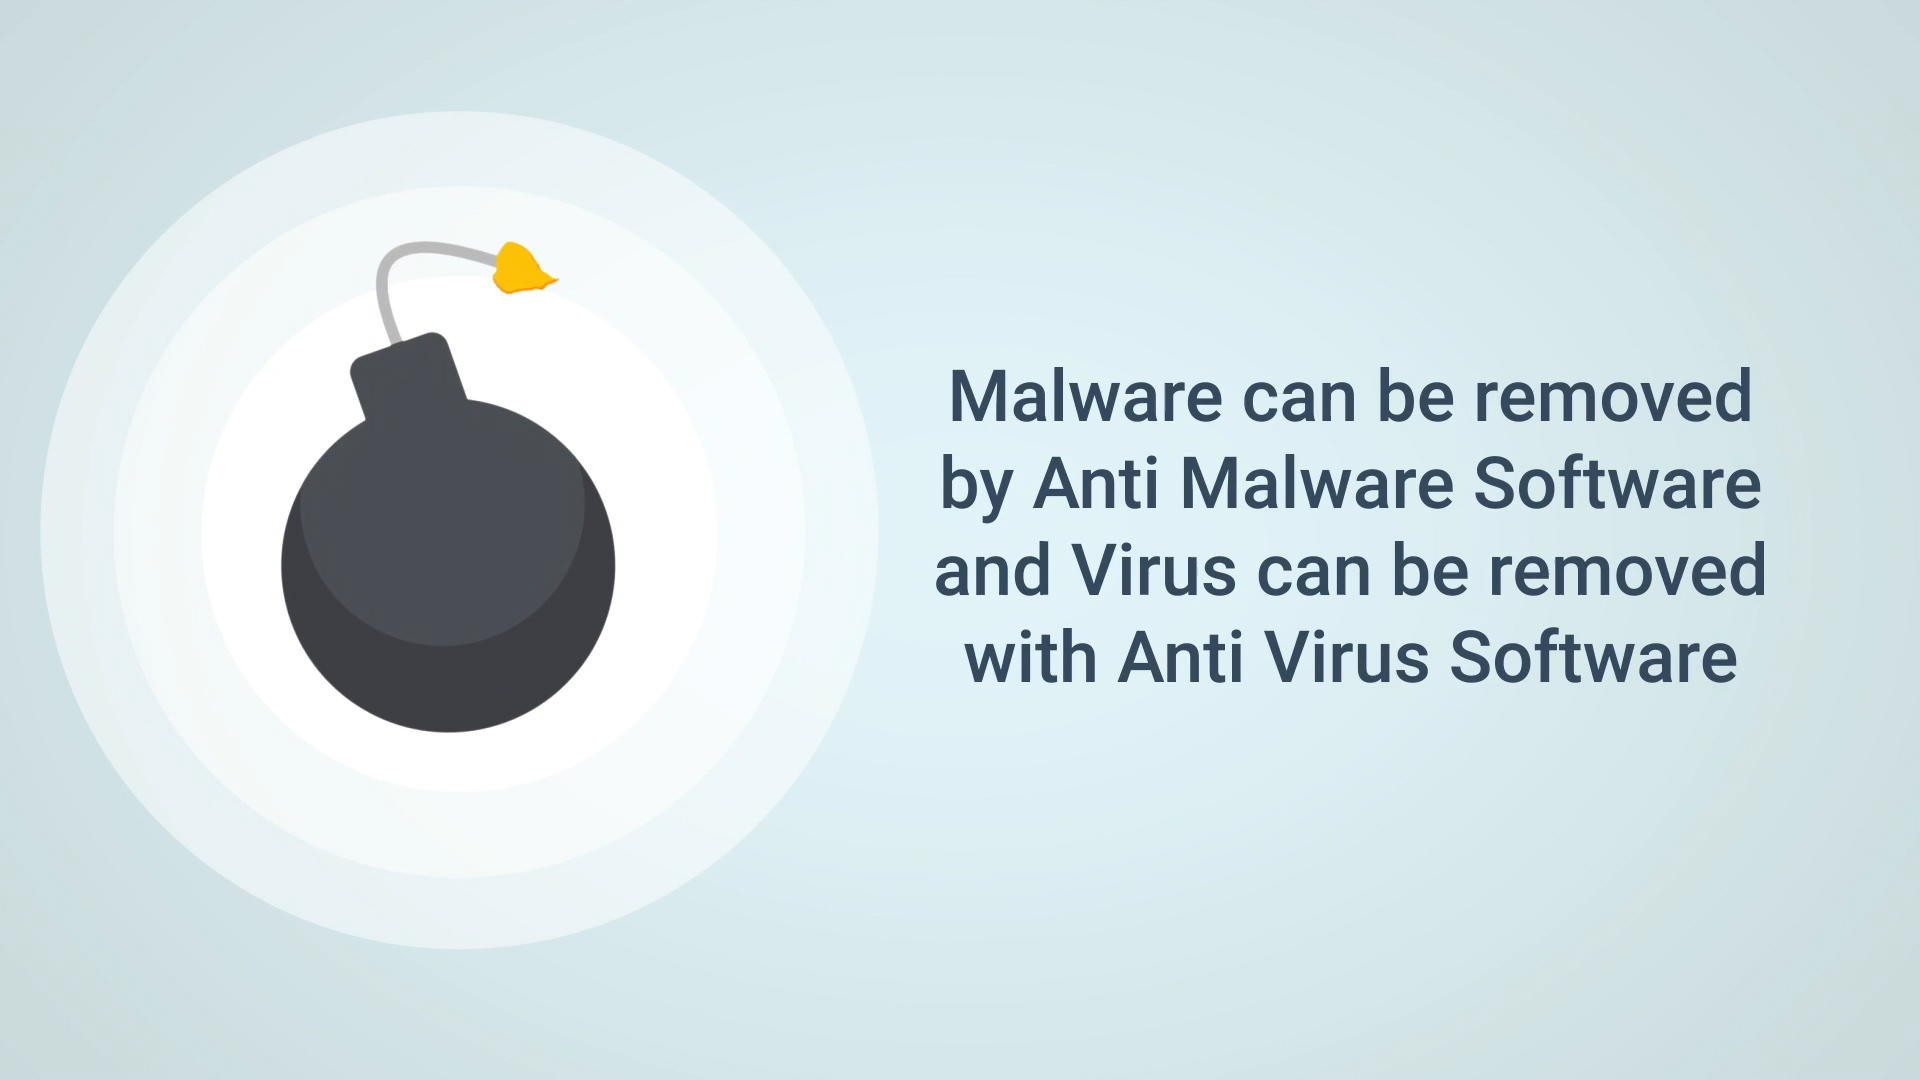 Malware can be removed
by Anti Malware Software
and Virus can be removed
with Anti Virus Software